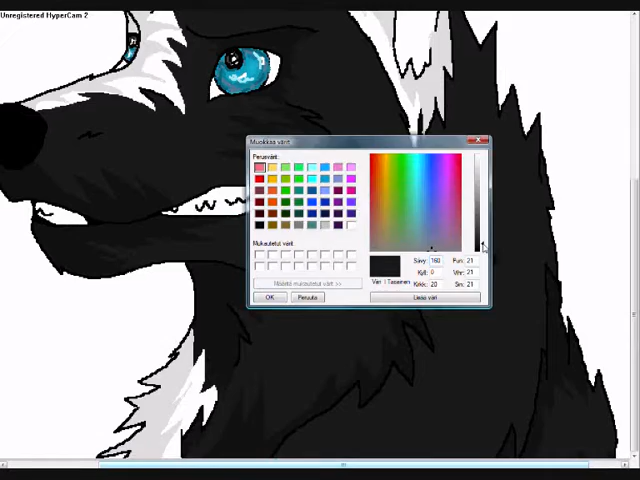 Unregistered HyperCam 2
Muokkaa värit
Perusvärit:
Mukautetut värit:
Määritä mukautetut värit >>
OK
Peruuta
Väri | Tasainen
Sävy: 160
Kyll: 0
Kirkk: 20
Pun: 21
Vihr: 21
Sin: 21
Lisää väri